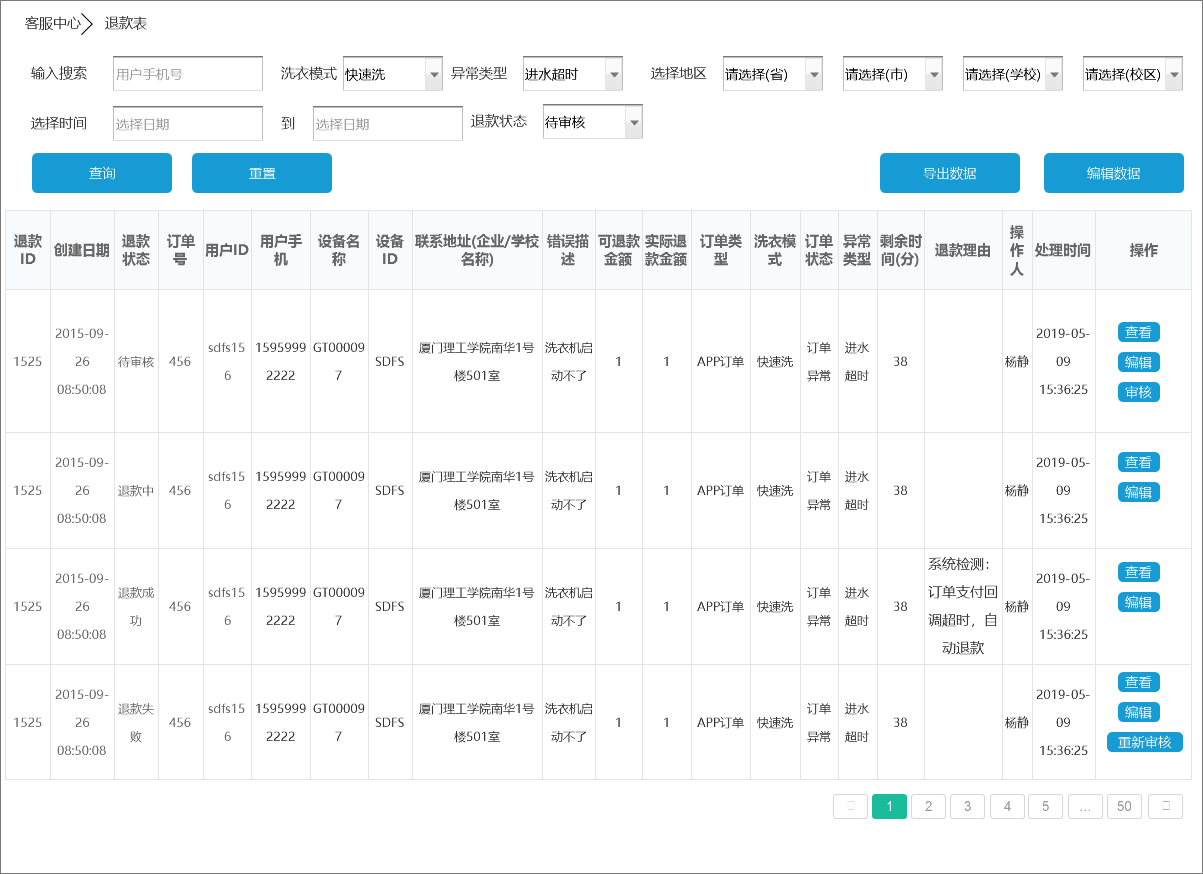 客服中心 退款表
输入搜索 用户手机号 洗衣模式 快速洗 异常类型 进水超时 选择地区 请选择(省) 请选择(市) 请选择(学校) 请选择(校区)
选择时间 选择日期 到 选择日期 退款状态 待审核
查询 重置 导出数据 编辑数据
退款ID 创建日期 退款状态 订单号 用户ID 用户手机 设备名称 设备ID 联系地址(企业/学校名称) 错误描述 可退款金额 实际退款金额 订单类型 洗衣模式 订单状态 异常类型 剩余时间(分) 退款理由 操作人 处理时间 操作
1525 2015-09-26 08:50:08 待审核 456 sdfs156 15959992222 GT000097 SDFS 厦门理工学院南华1号楼501室 洗衣机启动不了 1 1 APP订单 快速洗 订单异常 进水超时 38 杨静 2019-05-09 15:36:25 查看 编辑 审核
1525 2015-09-26 08:50:08 退款中 456 sdfs156 15959992222 GT000097 SDFS 厦门理工学院南华1号楼501室 洗衣机启动不了 1 1 APP订单 快速洗 订单异常 进水超时 38 杨静 2019-05-09 15:36:25 查看 编辑
1525 2015-09-26 08:50:08 退款成功 456 sdfs156 15959992222 GT000097 SDFS 厦门理工学院南华1号楼501室 洗衣机启动不了 1 1 APP订单 快速洗 订单异常 进水超时 38 系统检测：订单支付回调超时，自动退款 杨静 2019-05-09 15:36:25 查看 编辑
1525 2015-09-26 08:50:08 退款失败 456 sdfs156 15959992222 GT000097 SDFS 厦门理工学院南华1号楼501室 洗衣机启动不了 1 1 APP订单 快速洗 订单异常 进水超时 38 杨静 2019-05-09 15:36:25 查看 编辑 重新审核
1 2 3 4 5 ... 50